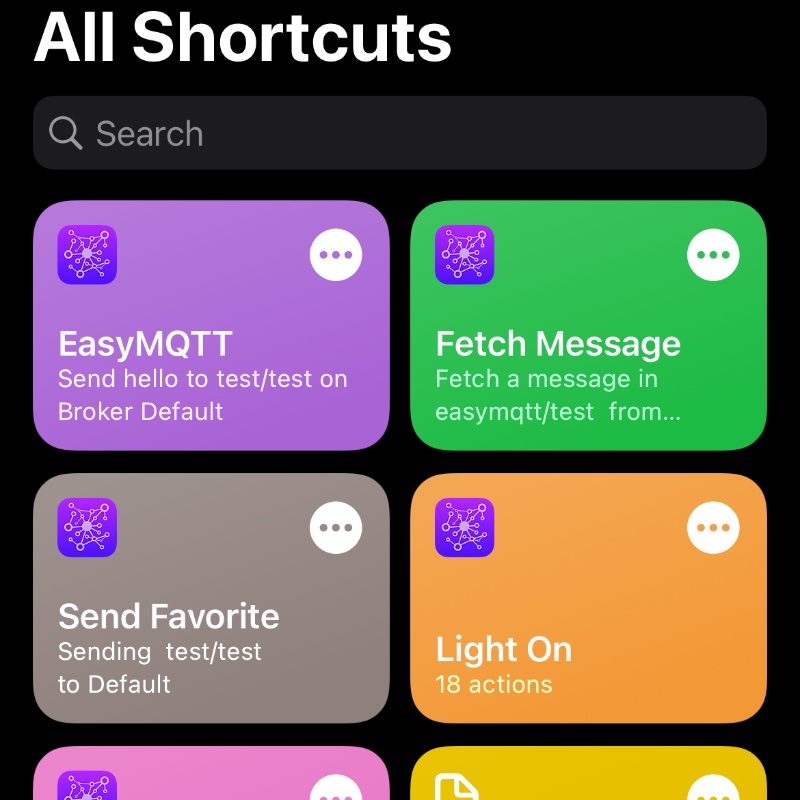 All Shortcuts
Search
EasyMQTT
Send hello to test/test on
Broker Default
Fetch Message
Fetch a message in
easymqtt/test  from...
Send Favorite
Sending  test/test
to Default
Light On
18 actions